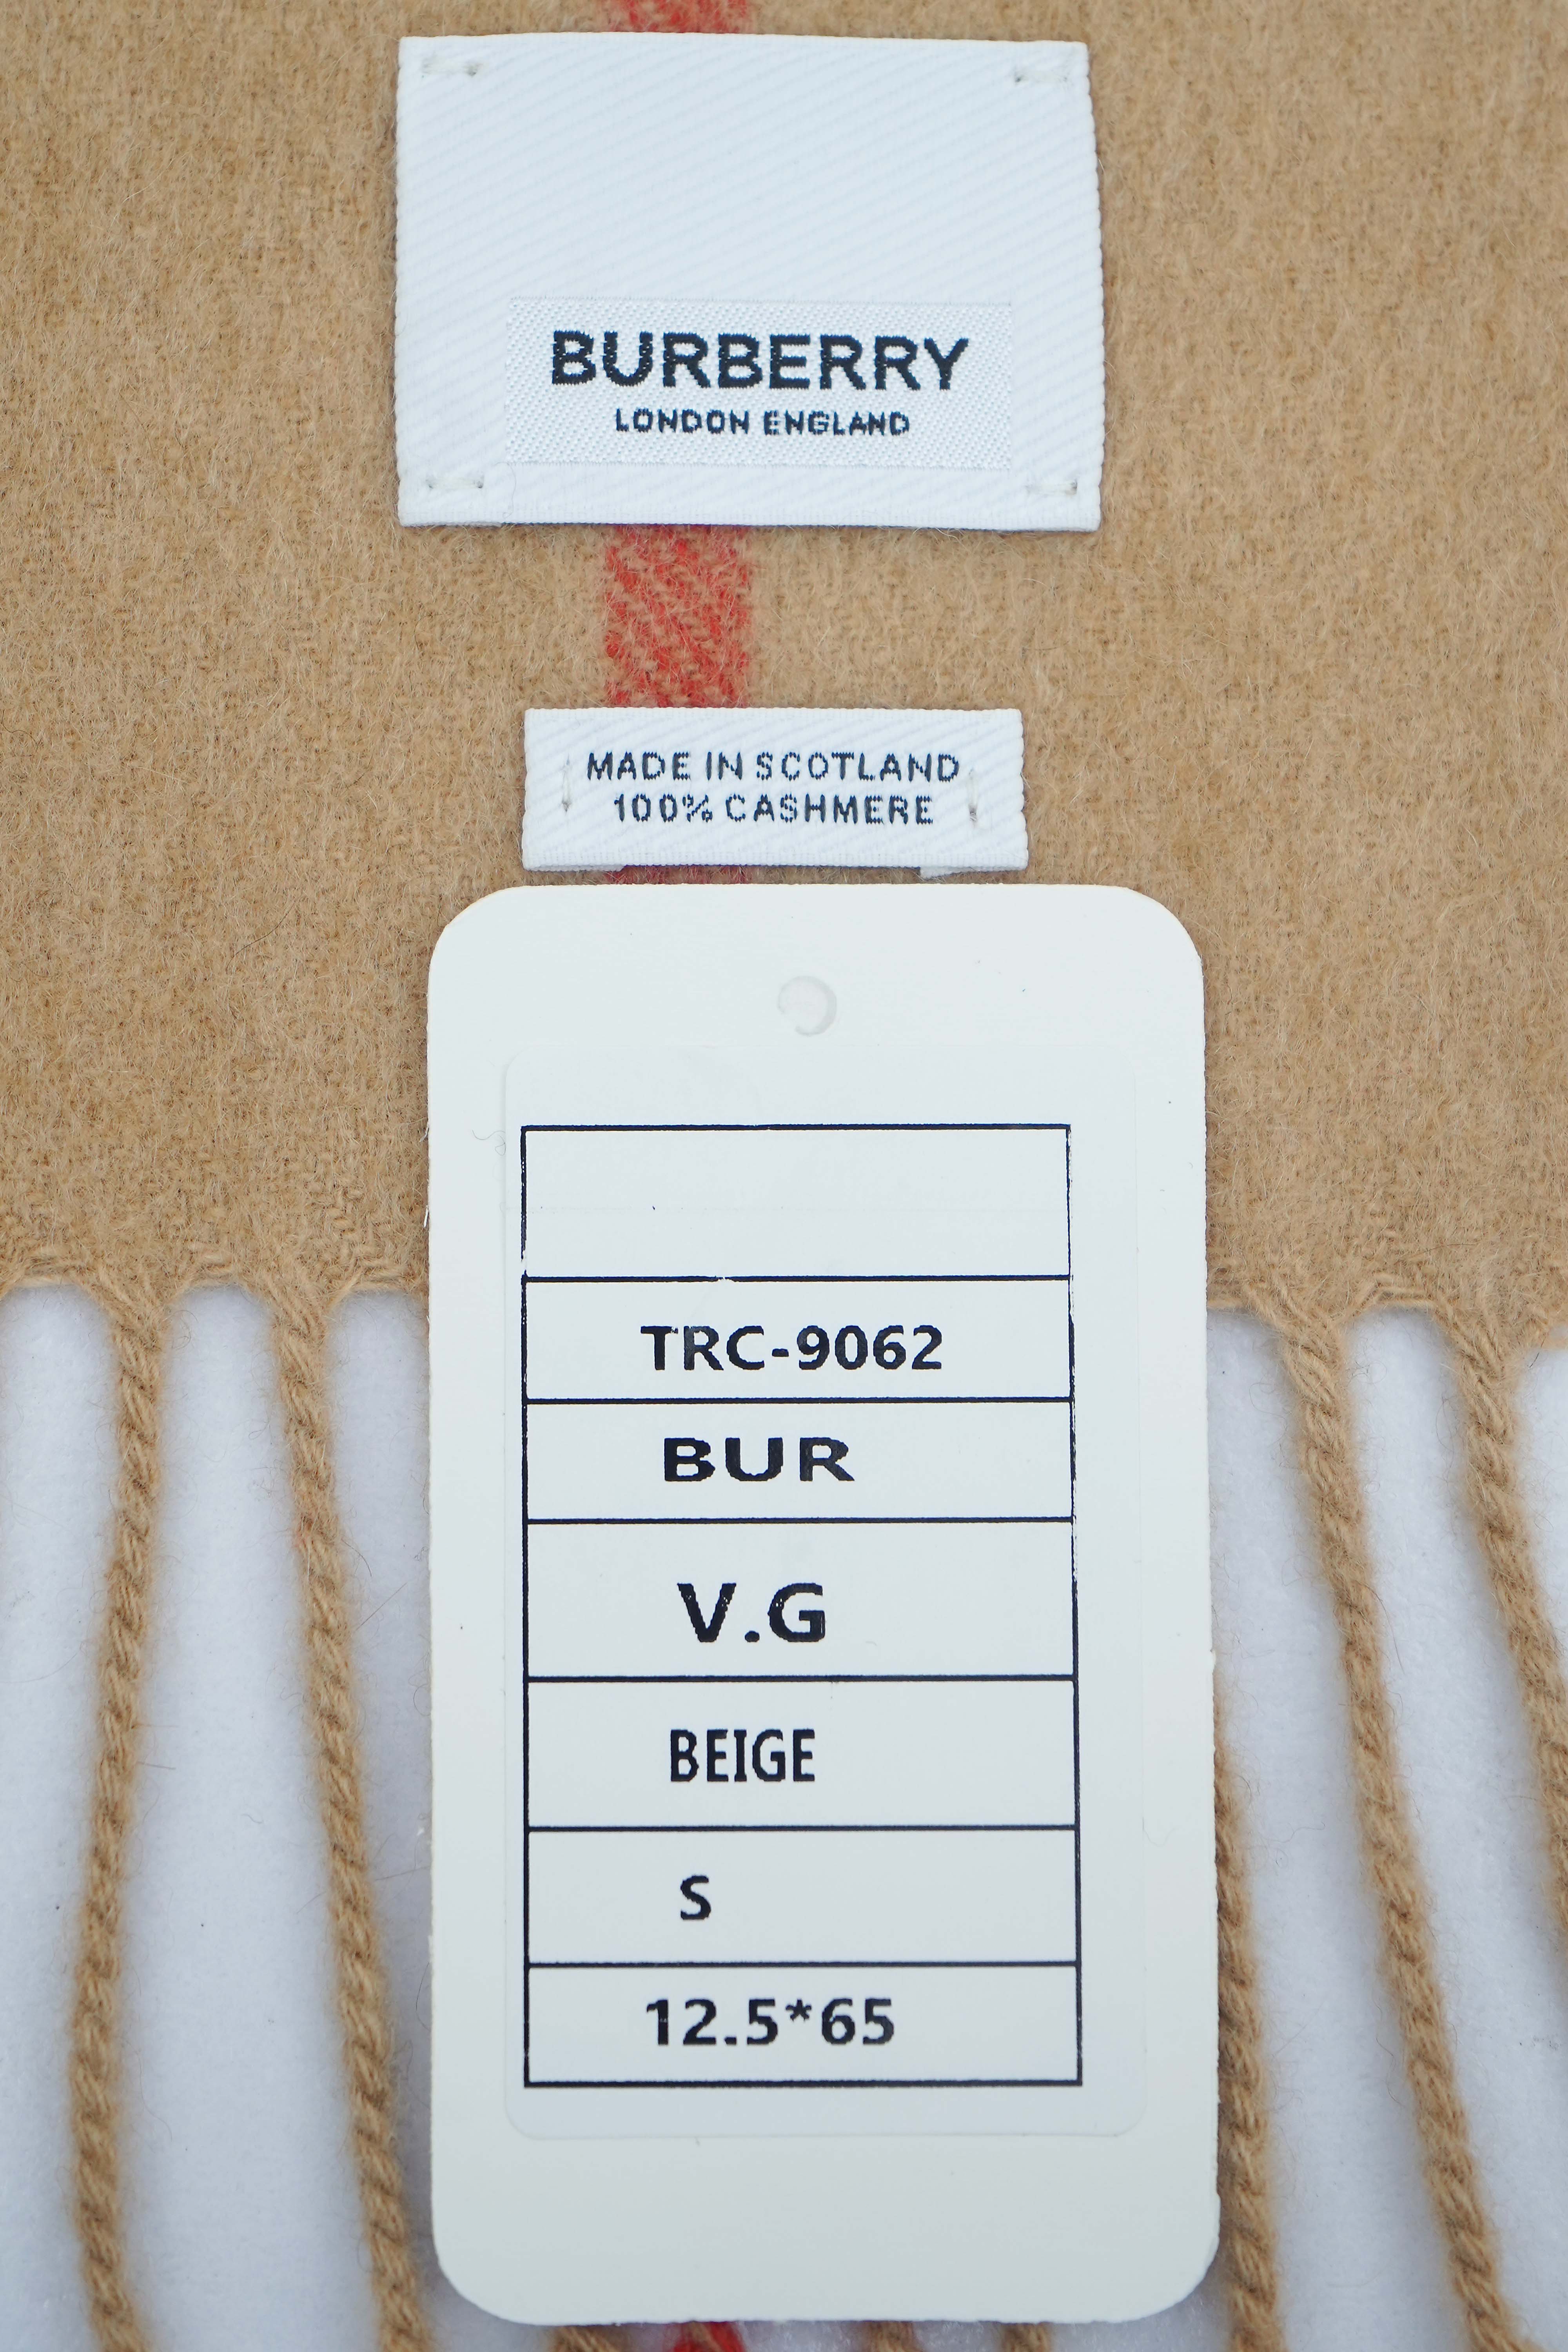 BURBERRY
LONDON ENGLAND
MADE IN SCOTLAND
100% CASHMERE
TRC-9062
BUR
V.G
BEIGE
S
12.5*65